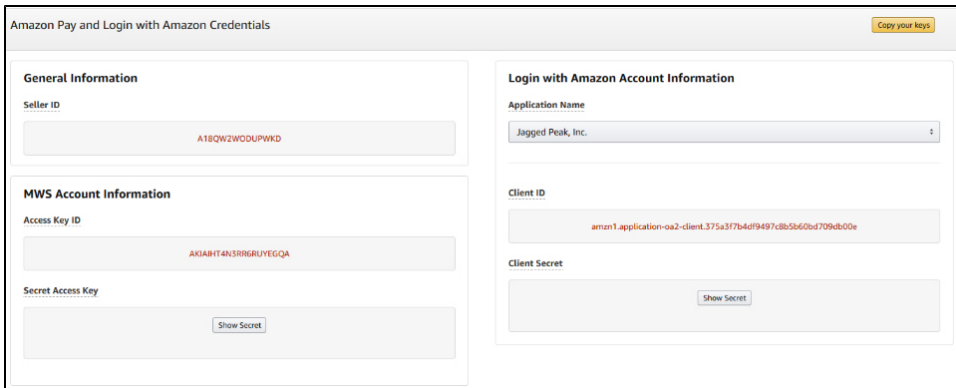 Amazon Pay and Login with Amazon Credentials
Copy your keys
General Information
Seller ID
A18QW2WODUPWKD
MWS Account Information
Access Key ID
AKIAIHT4N3RR6RUYEGQA
Secret Access Key
Show Secret
Login with Amazon Account Information
Application Name
Jagged Peak, Inc.
Client ID
amzn1.application-oa2-client.375a3f7b4df9497c8b5b60bd709db00e
Client Secret
Show Secret